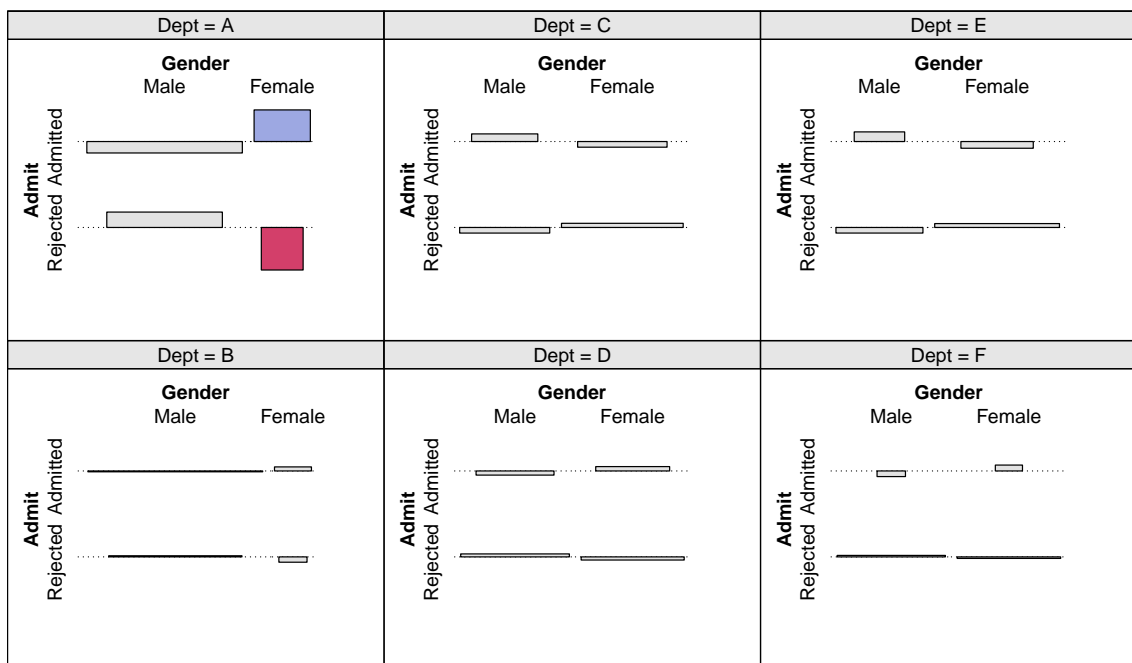 Dept = A
Gender
Male Female
Admit
Rejected Admitted
Dept = C
Gender
Male Female
Admit
Rejected Admitted
Dept = E
Gender
Male Female
Admit
Rejected Admitted
Dept = B
Gender
Male Female
Admit
Rejected Admitted
Dept = D
Gender
Male Female
Admit
Rejected Admitted
Dept = F
Gender
Male Female
Admit
Rejected Admitted